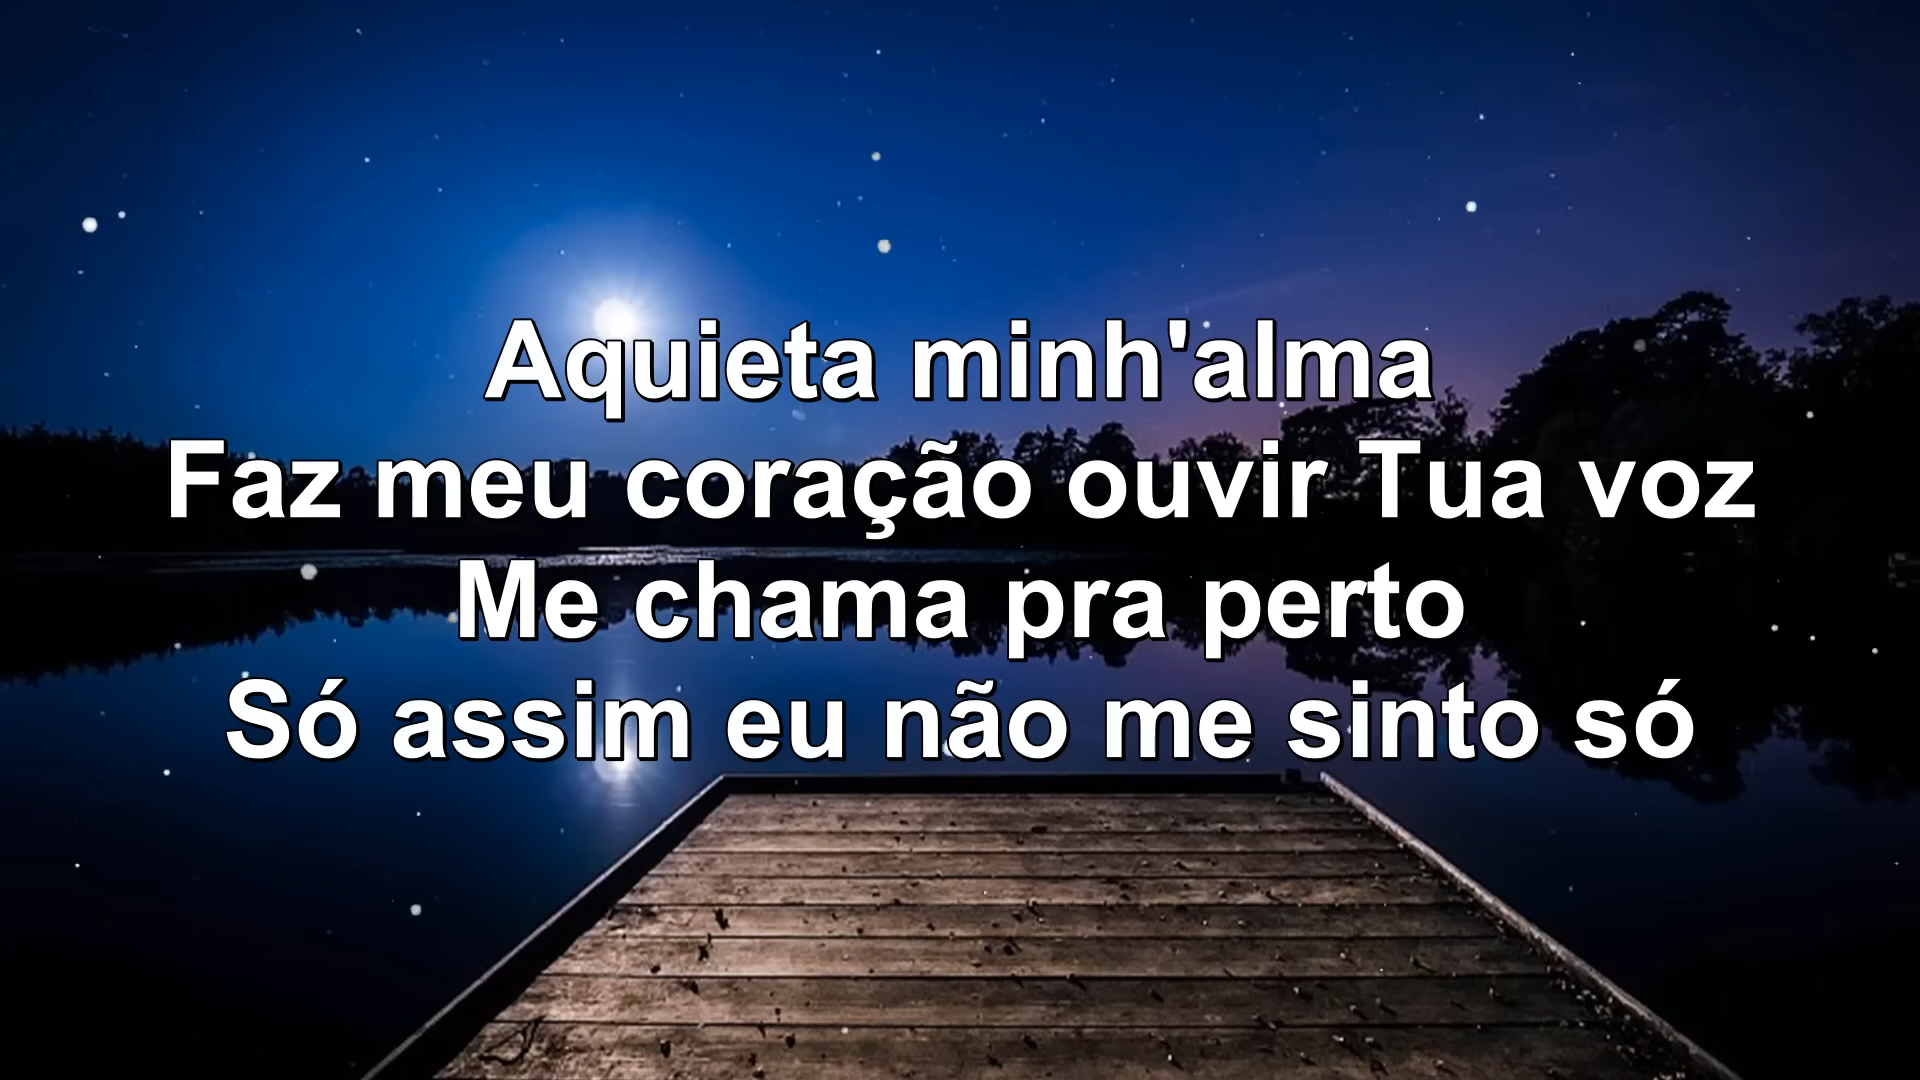 Aquieta minh'alma
Faz meu coração ouvir Tua voz
Me chama pra perto
Só assim eu não me sinto só